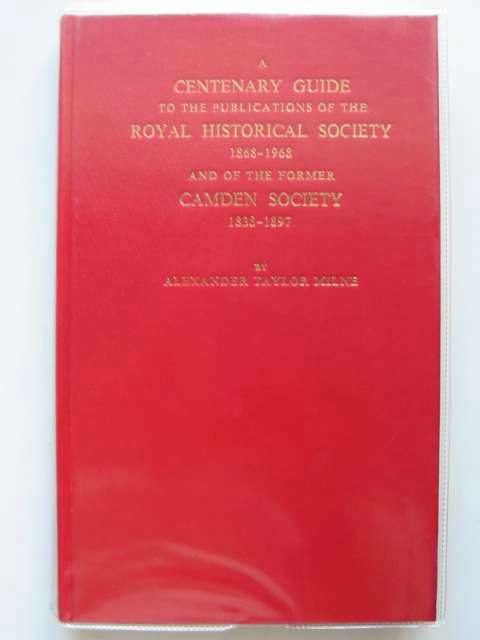 A
CENTENARY GUIDE
TO THE PUBLICATIONS OF THE
ROYAL HISTORICAL SOCIETY
1868-1968
AND OF THE FORMER
CAMDEN SOCIETY
1838-1897
BY
ALEXANDER TAYLOR MILNE